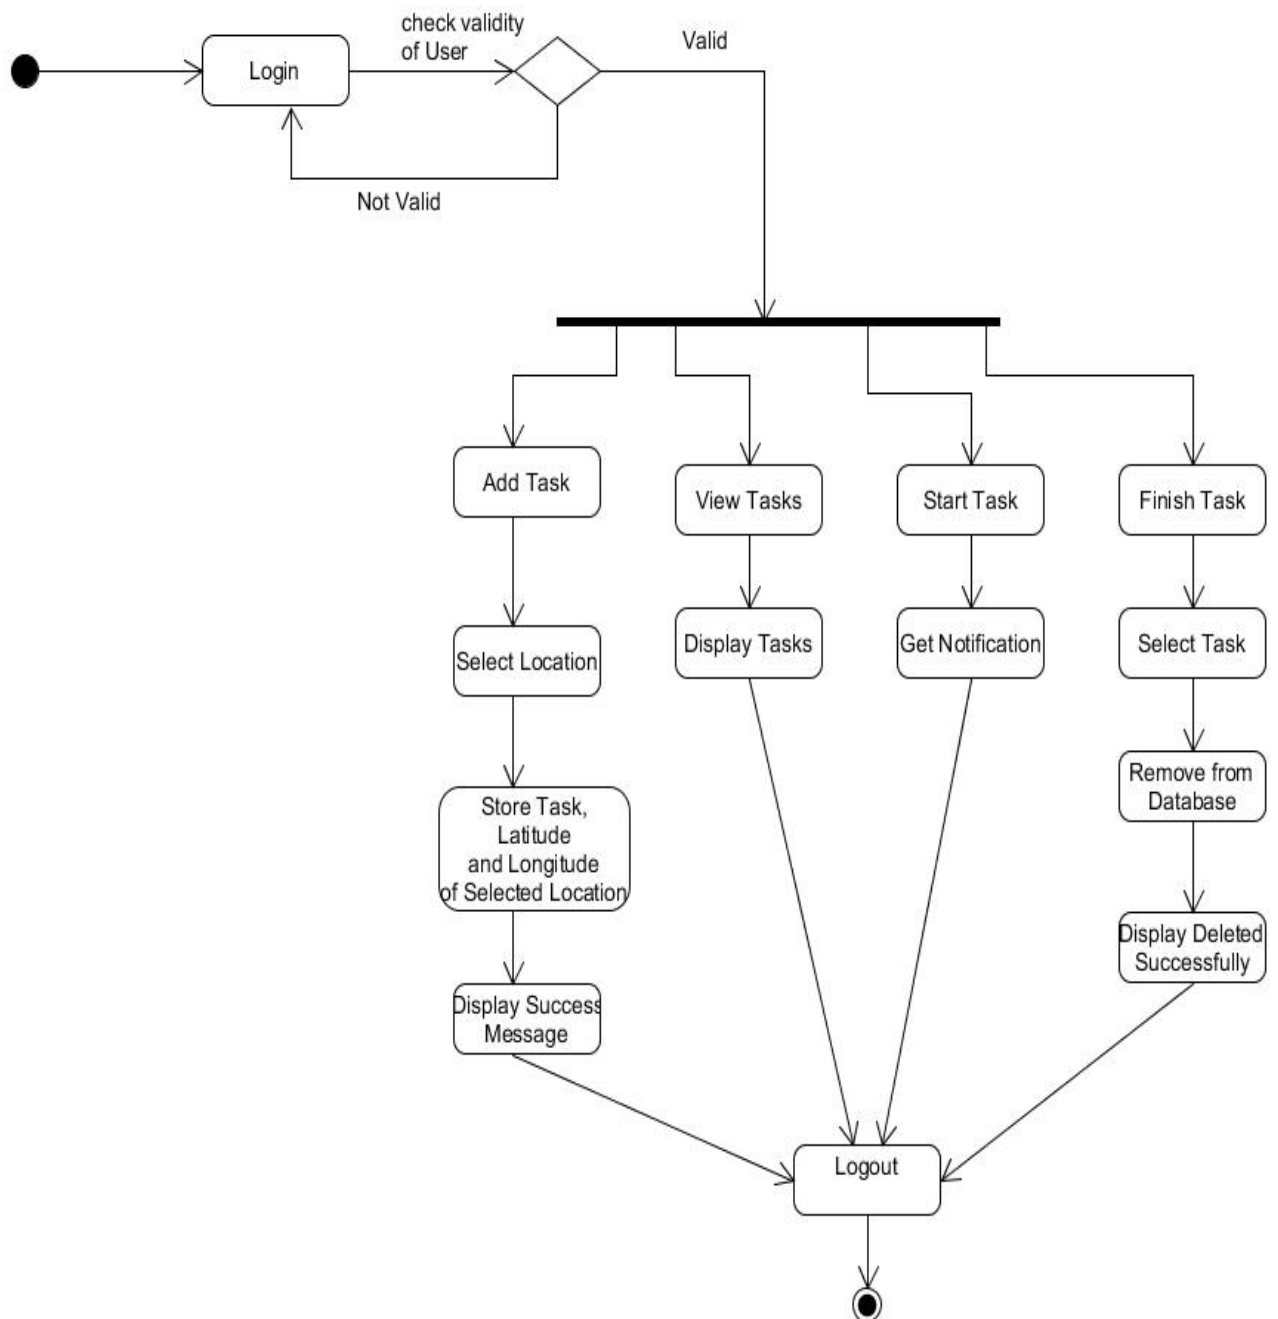 check validity
of User
Valid
Login
Not Valid
Add Task
View Tasks
Start Task
Finish Task
Select Location
Display Tasks
Get Notification
Select Task
Store Task,
Latitude
and Longitude
of Selected Location
Remove from
Database
Display Success
Message
Display Deleted
Successfully
Logout